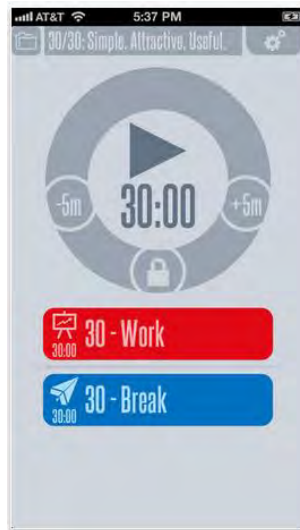 AT&T 5:37 PM
30/30: Simple. Attractive. Useful.
-5m 30:00 +5m
30 - Work
30:00
30 - Break
30:00